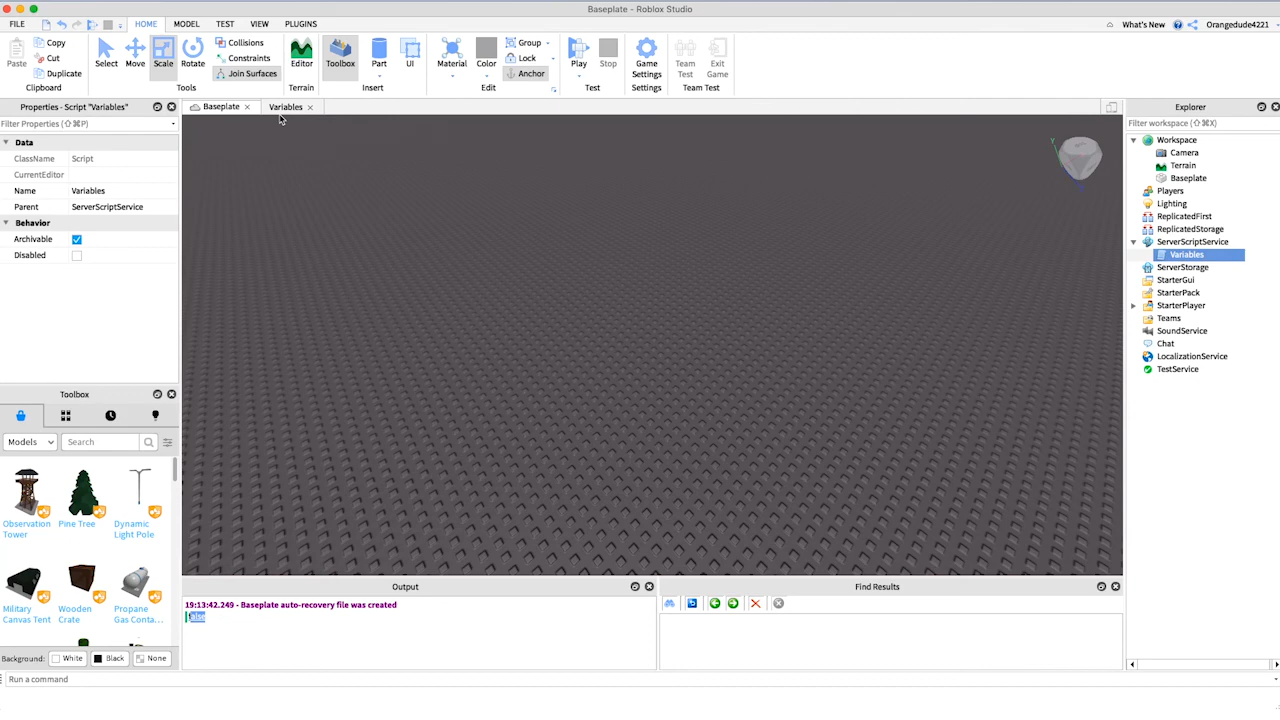 Baseplate - Roblox Studio
FILE HOME MODEL TEST VIEW PLUGINS What's New Orangedude4221
Paste Copy Cut Duplicate Clipboard
Select Move Scale Rotate Collisions Constraints Join Surfaces Tools
Editor Terrain
Toolbox Part UI Insert
Material Color Group Lock Anchor Edit
Play Stop Test
Game Settings Settings
Team Test Exit Game Team Test
Properties - Script "Variables"
Filter Properties (⇧⌘P)
Data
ClassName Script
CurrentEditor
Name Variables
Parent ServerScriptService
Behavior
Archivable
Disabled
Toolbox
Models Search
Observation Tower
Pine Tree
Dynamic Light Pole
Military Canvas Tent
Wooden Crate
Propane Gas Conta...
Background: White Black None
Baseplate Variables
Y
Output
19:13:42.249 - Baseplate auto-recovery file was created
false
Find Results
Explorer
Filter workspace (⇧⌘X)
Workspace
Camera
Terrain
Baseplate
Players
Lighting
ReplicatedFirst
ReplicatedStorage
ServerScriptService
Variables
ServerStorage
StarterGui
StarterPack
StarterPlayer
Teams
SoundService
Chat
LocalizationService
TestService
Run a command